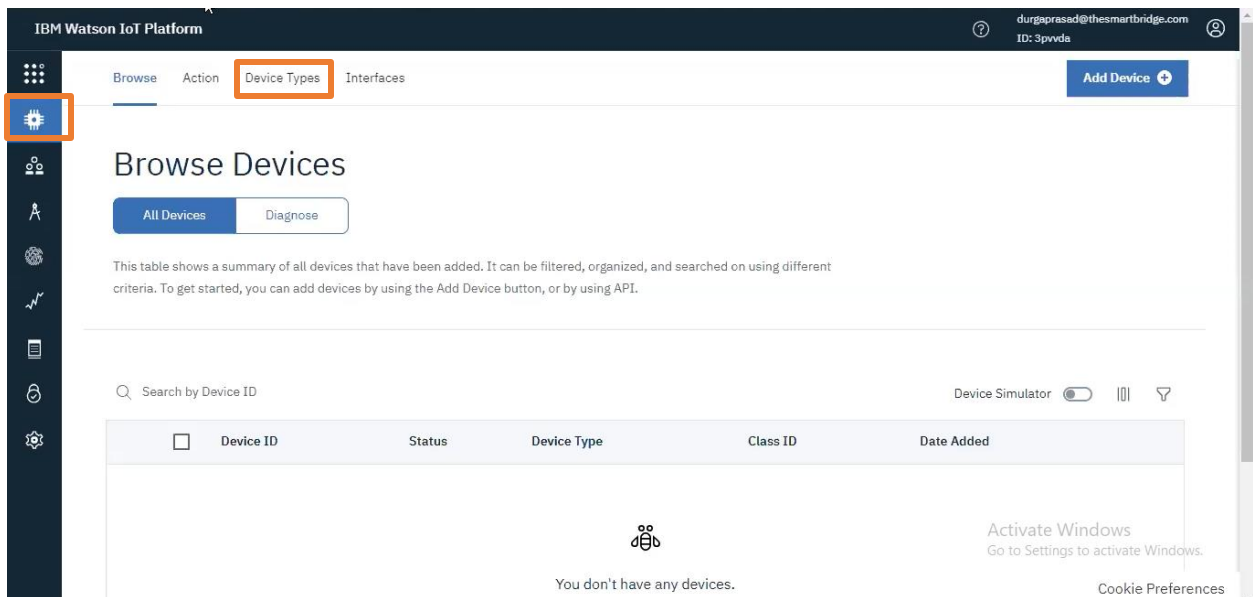 IBM Watson IoT Platform
durgaprasad@thesmartbridge.com
ID: 3pvvda
Browse Action Device Types Interfaces
Add Device
Browse Devices
All Devices Diagnose
This table shows a summary of all devices that have been added. It can be filtered, organized, and searched on using different
criteria. To get started, you can add devices by using the Add Device button, or by using API.
Search by Device ID
Device Simulator
Device ID Status Device Type Class ID Date Added
Activate Windows
Go to Settings to activate Windows.
You don't have any devices.
Cookie Preferences